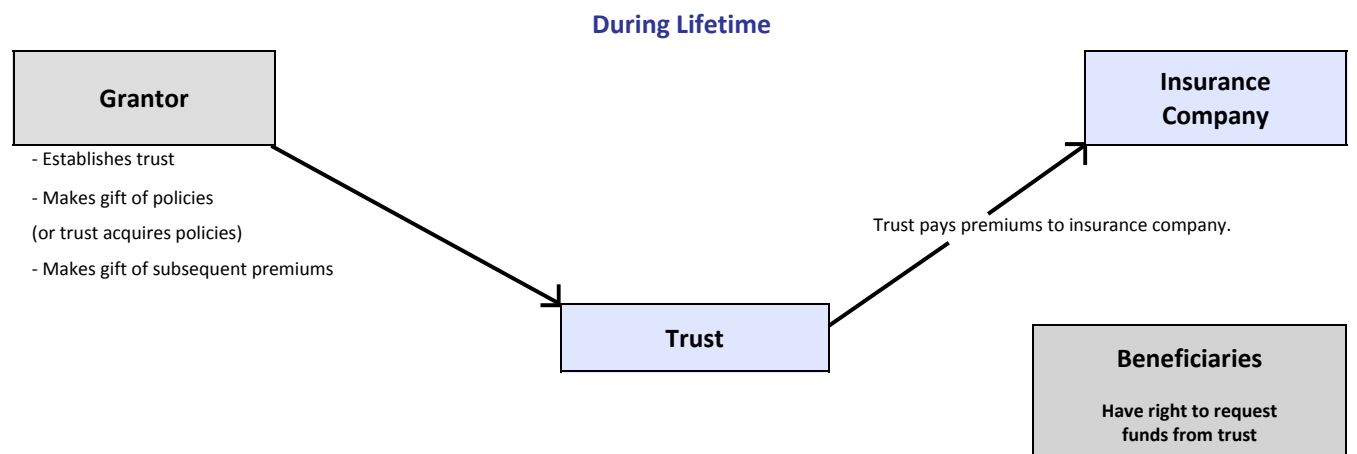 During Lifetime
Grantor
Insurance
Company
- Establishes trust
- Makes gift of policies
(or trust acquires policies)
- Makes gift of subsequent premiums
Trust pays premiums to insurance company.
Trust
Beneficiaries
Have right to request
funds from trust